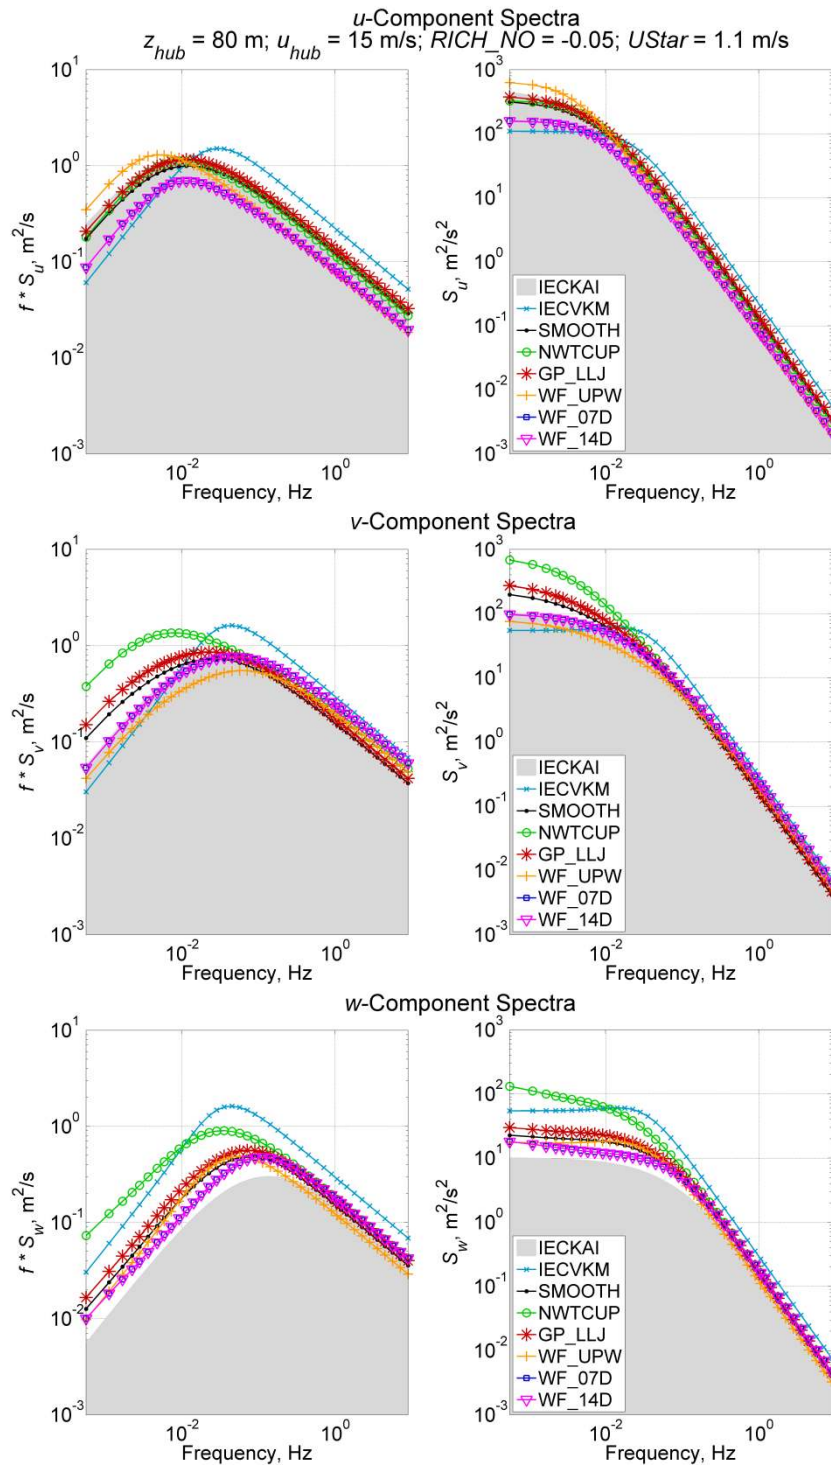 u-Component Spectra
z_hub = 80 m; u_hub = 15 m/s; RICH_NO = -0.05; UStar = 1.1 m/s
10^1
10^0
10^-1
10^-2
10^-3
f * S_u, m^2/s
10^-2
10^0
Frequency, Hz
10^3
10^2
10^1
10^0
10^-1
10^-2
10^-3
S_u, m^2/s^2
IECKAI
IECVKM
SMOOTH
NWTCUP
GP_LLJ
WF_UPW
WF_07D
WF_14D
10^-2
10^0
Frequency, Hz
v-Component Spectra
10^1
10^0
10^-1
10^-2
10^-3
f * S_v, m^2/s
10^-2
10^0
Frequency, Hz
10^3
10^2
10^1
10^0
10^-1
10^-2
10^-3
S_v, m^2/s^2
IECKAI
IECVKM
SMOOTH
NWTCUP
GP_LLJ
WF_UPW
WF_07D
WF_14D
10^-2
10^0
Frequency, Hz
w-Component Spectra
10^1
10^0
10^-1
10^-2
10^-3
f * S_w, m^2/s
10^-2
10^0
Frequency, Hz
10^3
10^2
10^1
10^0
10^-1
10^-2
10^-3
S_w, m^2/s^2
IECKAI
IECVKM
SMOOTH
NWTCUP
GP_LLJ
WF_UPW
WF_07D
WF_14D
10^-2
10^0
Frequency, Hz